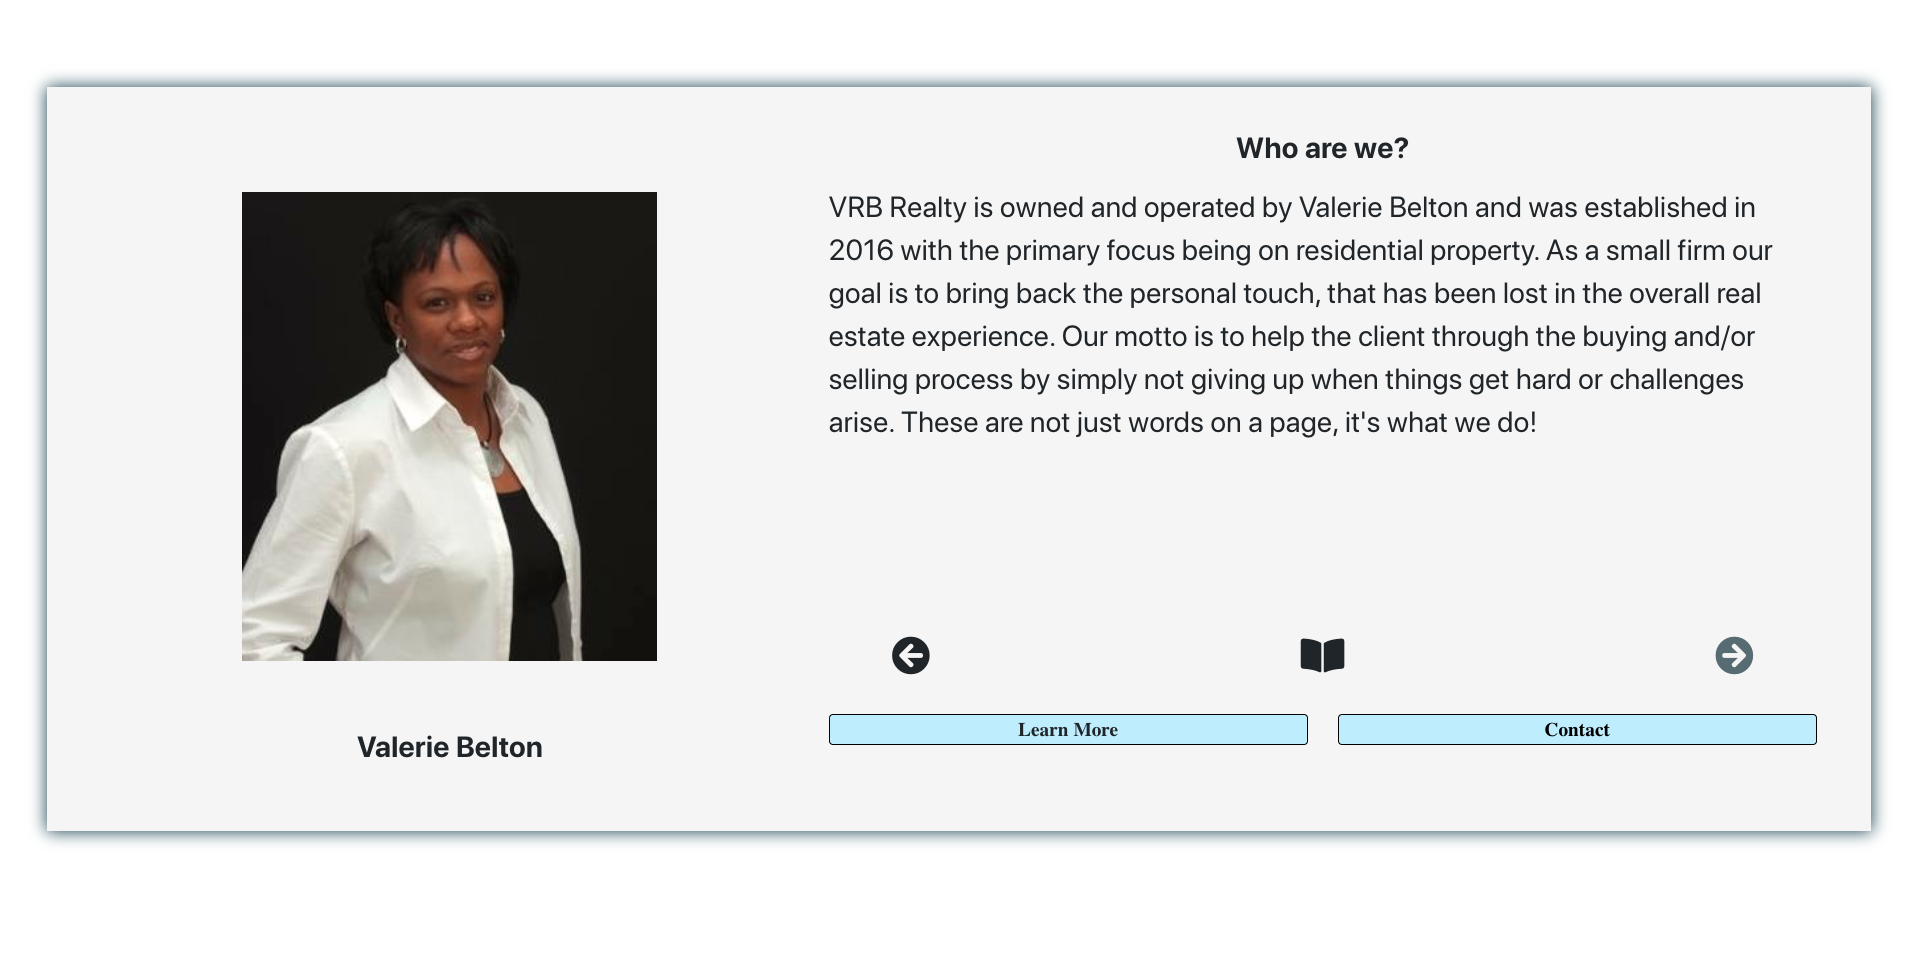 Who are we?
VRB Realty is owned and operated by Valerie Belton and was established in
2016 with the primary focus being on residential property. As a small firm our
goal is to bring back the personal touch, that has been lost in the overall real
estate experience. Our motto is to help the client through the buying and/or
selling process by simply not giving up when things get hard or challenges
arise. These are not just words on a page, it's what we do!
Learn More
Contact
Valerie Belton